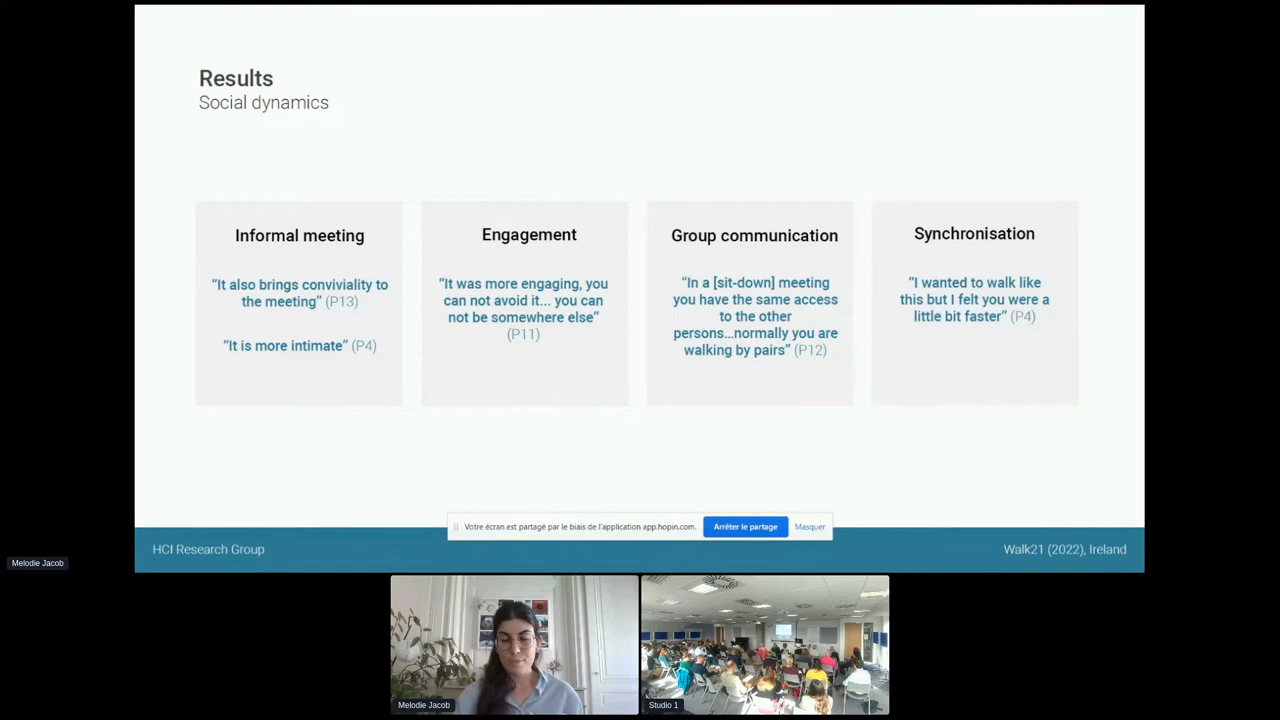 Results
Social dynamics
Informal meeting
“It also brings conviviality to
the meeting” (P13)
“It is more intimate” (P4)
Engagement
“It was more engaging, you
can not avoid it... you can
not be somewhere else”
(P11)
Group communication
“In a [sit-down] meeting
you have the same access
to the other
persons...normally you are
walking by pairs” (P12)
Synchronisation
“I wanted to walk like
this but I felt you were a
little bit faster” (P4)
Votre écran est partagé par le biais de l'application app.hopin.com.
Arrêter le partage
Masquer
HCI Research Group
Walk21 (2022), Ireland
Melodie Jacob
Melodie Jacob
Studio 1